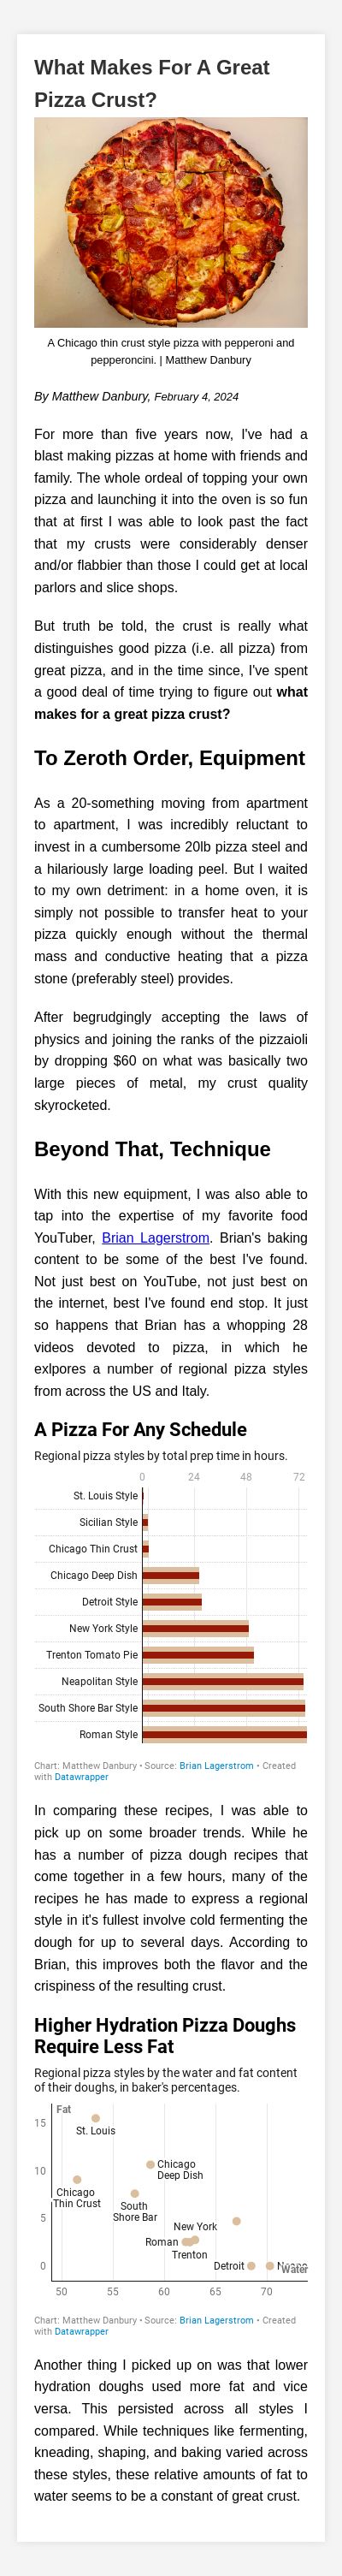 What Makes For A Great
Pizza Crust?
A Chicago thin crust style pizza with pepperoni and
pepperoncini. | Matthew Danbury
By Matthew Danbury, February 4, 2024
For more than five years now, I've had a
blast making pizzas at home with friends and
family. The whole ordeal of topping your own
pizza and launching it into the oven is so fun
that at first I was able to look past the fact
that my crusts were considerably denser
and/or flabbier than those I could get at local
parlors and slice shops.
But truth be told, the crust is really what
distinguishes good pizza (i.e. all pizza) from
great pizza, and in the time since, I've spent
a good deal of time trying to figure out what
makes for a great pizza crust?
To Zeroth Order, Equipment
As a 20-something moving from apartment
to apartment, I was incredibly reluctant to
invest in a cumbersome 20lb pizza steel and
a hilariously large loading peel. But I waited
to my own detriment: in a home oven, it is
simply not possible to transfer heat to your
pizza quickly enough without the thermal
mass and conductive heating that a pizza
stone (preferably steel) provides.
After begrudgingly accepting the laws of
physics and joining the ranks of the pizzaioli
by dropping $60 on what was basically two
large pieces of metal, my crust quality
skyrocketed.
Beyond That, Technique
With this new equipment, I was also able to
tap into the expertise of my favorite food
YouTuber, Brian Lagerstrom. Brian's baking
content to be some of the best I've found.
Not just best on YouTube, not just best on
the internet, best I've found end stop. It just
so happens that Brian has a whopping 28
videos devoted to pizza, in which he
exlpores a number of regional pizza styles
from across the US and Italy.
A Pizza For Any Schedule
Regional pizza styles by total prep time in hours.
0 24 48 72
St. Louis Style
Sicilian Style
Chicago Thin Crust
Chicago Deep Dish
Detroit Style
New York Style
Trenton Tomato Pie
Neapolitan Style
South Shore Bar Style
Roman Style
Chart: Matthew Danbury • Source: Brian Lagerstrom • Created
with Datawrapper
In comparing these recipes, I was able to
pick up on some broader trends. While he
has a number of pizza dough recipes that
come together in a few hours, many of the
recipes he has made to express a regional
style in it's fullest involve cold fermenting the
dough for up to several days. According to
Brian, this improves both the flavor and the
crispiness of the resulting crust.
Higher Hydration Pizza Doughs
Require Less Fat
Regional pizza styles by the water and fat content
of their doughs, in baker's percentages.
Fat
15
St. Louis
10
Chicago
Deep Dish
Chicago
Thin Crust
South
Shore Bar
5
New York
Roman
Trenton
0
Detroit
Water
50 55 60 65 70
Chart: Matthew Danbury • Source: Brian Lagerstrom • Created
with Datawrapper
Another thing I picked up on was that lower
hydration doughs used more fat and vice
versa. This persisted across all styles I
compared. While techniques like fermenting,
kneading, shaping, and baking varied across
these styles, these relative amounts of fat to
water seems to be a constant of great crust.